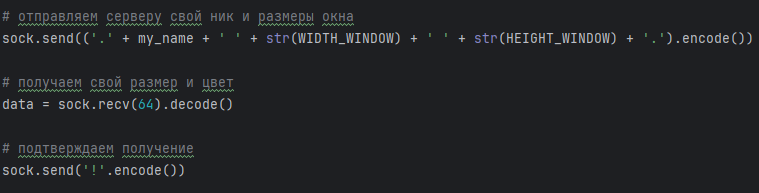 # отправляем серверу свой ник и размеры окна
sock.send(('.' + my_name + ' ' + str(WIDTH_WINDOW) + ' ' + str(HEIGHT_WINDOW) + '.').encode())
# получаем свой размер и цвет
data = sock.recv(64).decode()
# подтверждаем получение
sock.send('!'.encode())